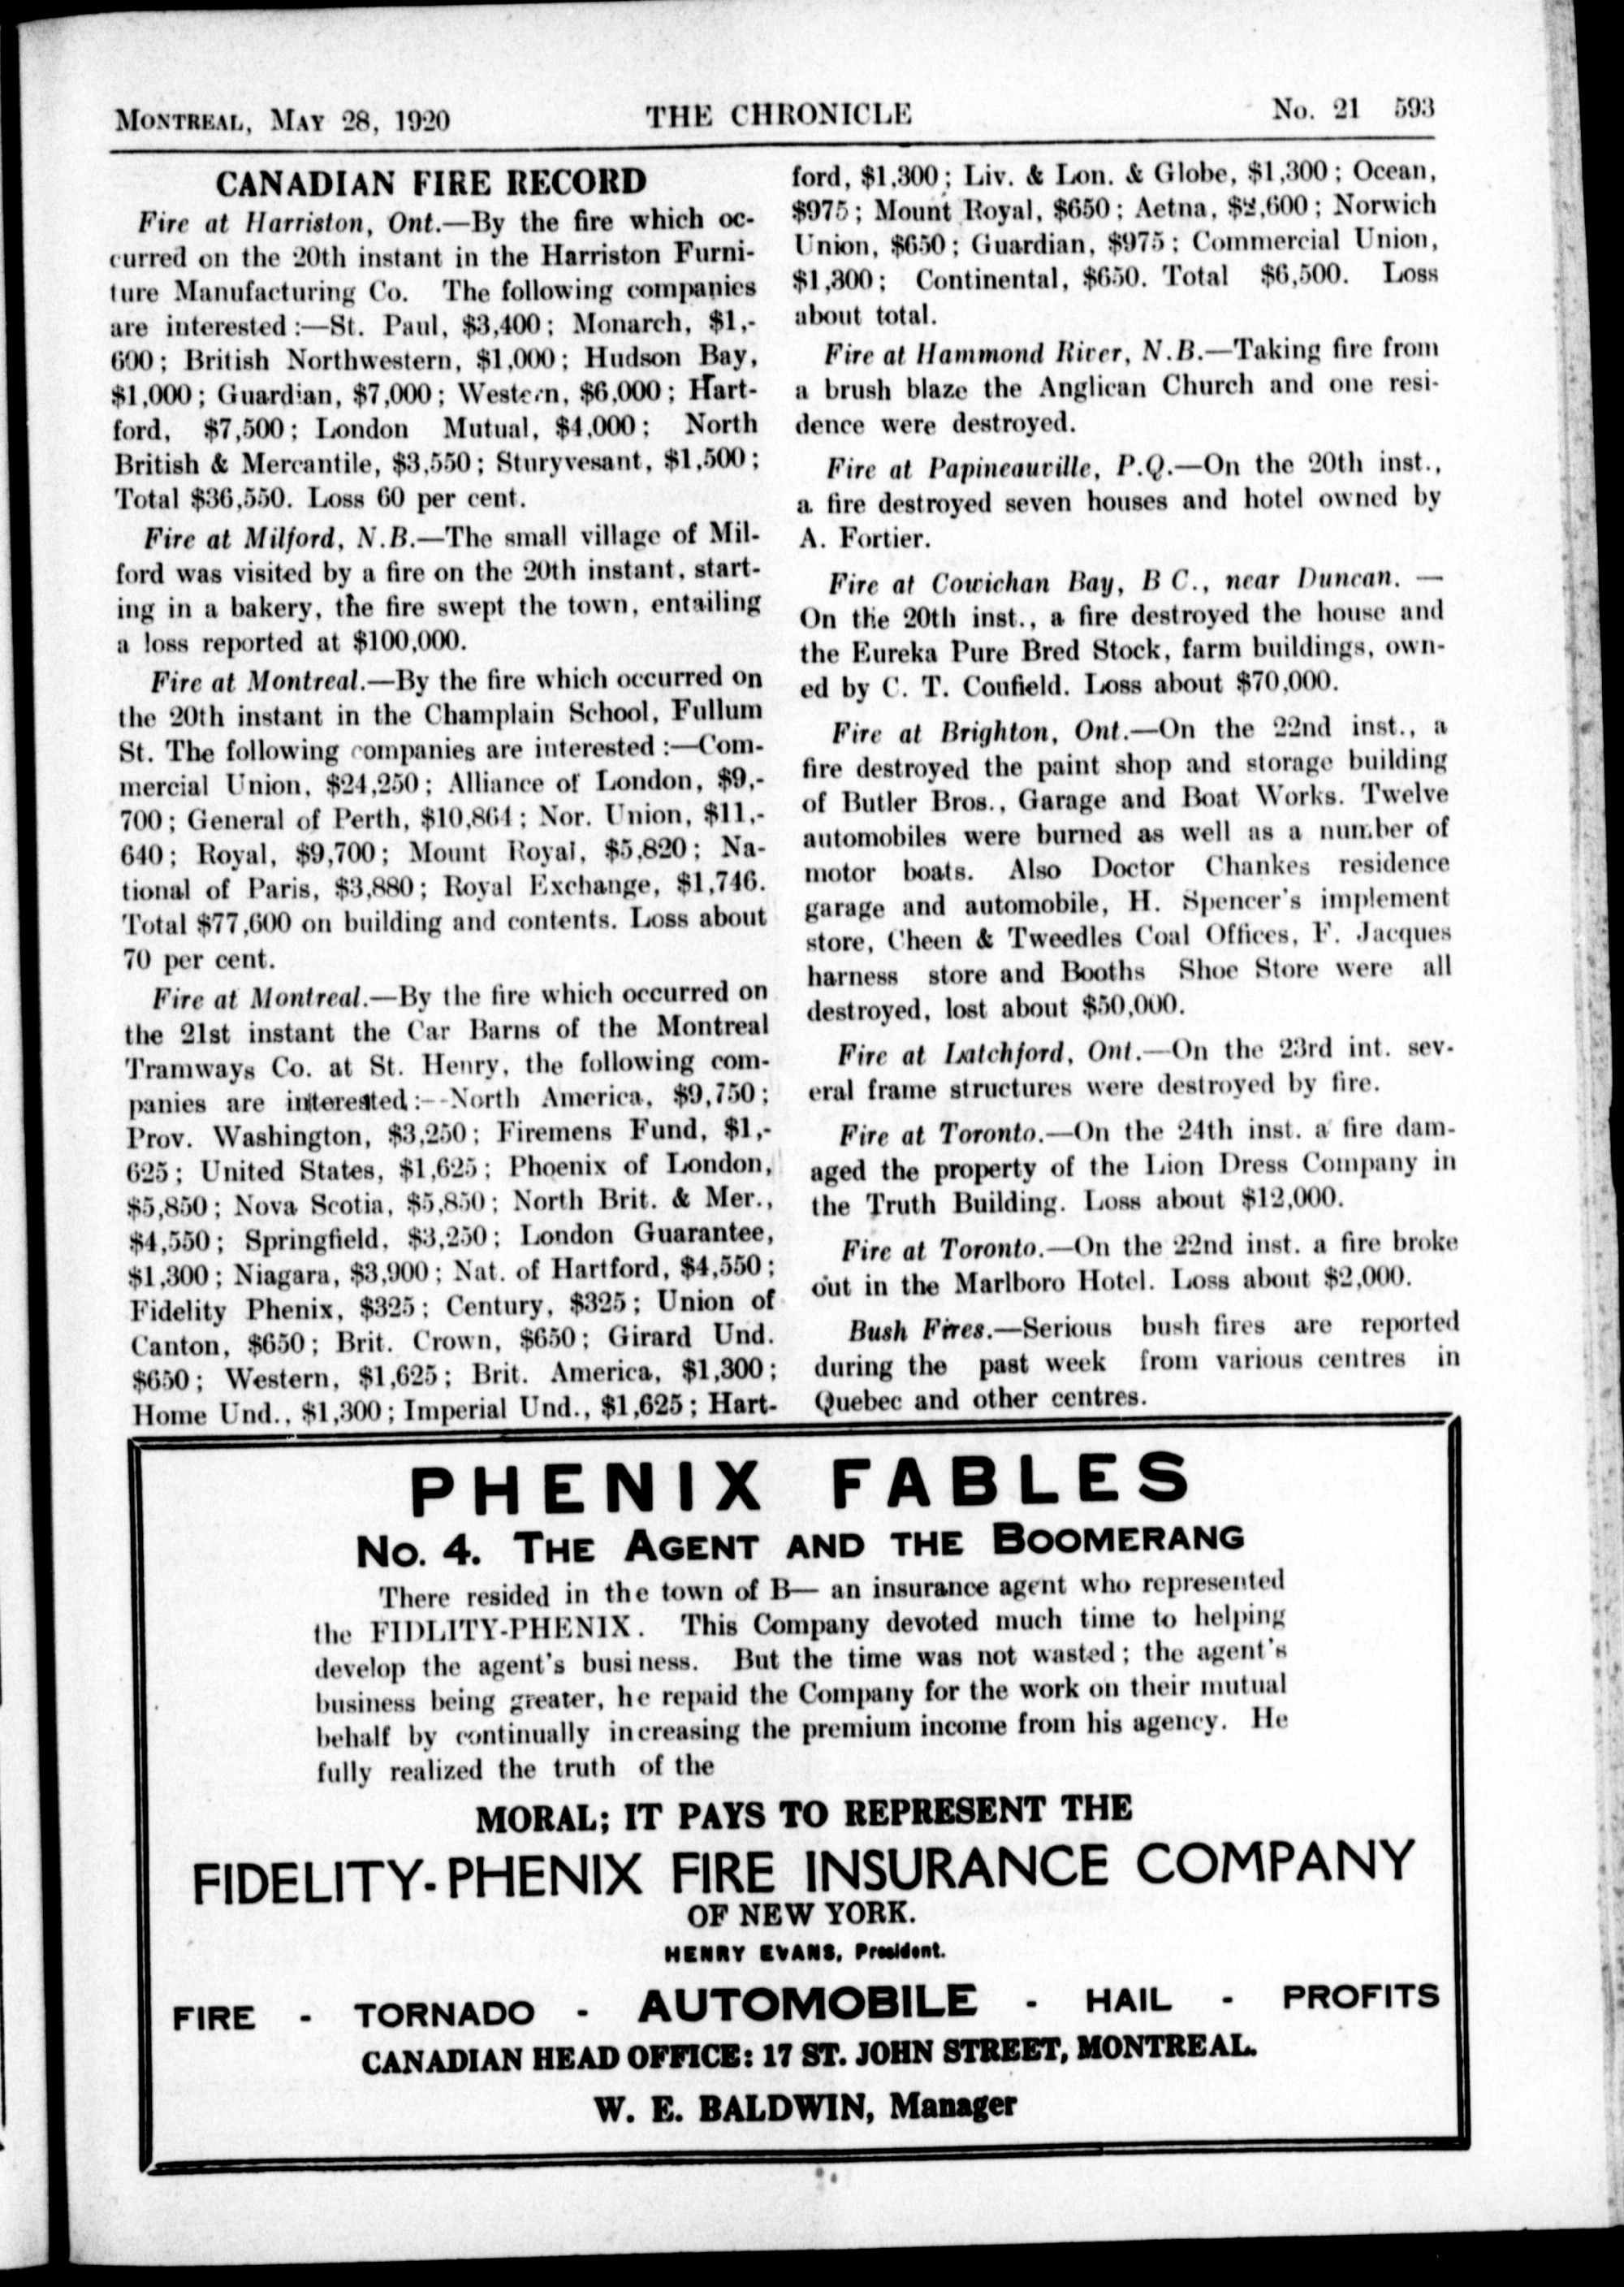 MONTREAL, MAY 28, 1920 THE CHRONICLE No. 21 593
CANADIAN FIRE RECORD
Fire at Harriston, Ont.—By the fire which oc-
curred on the 20th instant in the Harriston Furni-
ture Manufacturing Co. The following companies
are interested:—St. Paul, $3,400; Monarch, $1,-
600; British Northwestern, $1,000; Hudson Bay,
$1,000; Guardian, $7,000; Western, $6,000; Hart-
ford, $7,500; London Mutual, $4,000; North
British & Mercantile, $3,550; Sturyvesant, $1,500;
Total $36,550. Loss 60 per cent.
Fire at Milford, N.B.—The small village of Mil-
ford was visited by a fire on the 20th instant, start-
ing in a bakery, the fire swept the town, entailing
a loss reported at $100,000.
Fire at Montreal.—By the fire which occurred on
the 20th instant in the Champlain School, Fullum
St. The following companies are interested:—Com-
mercial Union, $24,250; Alliance of London, $9,-
700; General of Perth, $10,864; Nor. Union, $11,-
640; Royal, $9,700; Mount Royal, $5,820; Na-
tional of Paris, $3,880; Royal Exchange, $1,746.
Total $77,600 on building and contents. Loss about
70 per cent.
Fire at Montreal.—By the fire which occurred on
the 21st instant the Car Barns of the Montreal
Tramways Co. at St. Henry, the following com-
panies are interested:--North America, $9,750;
Prov. Washington, $3,250; Firemens Fund, $1,-
625; United States, $1,625; Phoenix of London,
$5,850; Nova Scotia, $5,850; North Brit. & Mer.,
$4,550; Springfield, $3,250; London Guarantee,
$1,300; Niagara, $3,900; Nat. of Hartford, $4,550;
Fidelity Phenix, $325; Century, $325; Union of
Canton, $650; Brit. Crown, $650; Girard Und.
$650; Western, $1,625; Brit. America, $1,300;
Home Und., $1,300; Imperial Und., $1,625; Hart-
ford, $1,300; Liv. & Lon. & Globe, $1,300; Ocean,
$975; Mount Royal, $650; Aetna, $2,600; Norwich
Union, $650; Guardian, $975; Commercial Union,
$1,300; Continental, $650. Total $6,500. Loss
about total.
Fire at Hammond River, N.B.—Taking fire from
a brush blaze the Anglican Church and one resi-
dence were destroyed.
Fire at Papineauville, P.Q.—On the 20th inst.,
a fire destroyed seven houses and hotel owned by
A. Fortier.
Fire at Cowichan Bay, B C., near Duncan. —
On the 20th inst., a fire destroyed the house and
the Eureka Pure Bred Stock, farm buildings, own-
ed by C. T. Coufield. Loss about $70,000.
Fire at Brighton, Ont.—On the 22nd inst., a
fire destroyed the paint shop and storage building
of Butler Bros., Garage and Boat Works. Twelve
automobiles were burned as well as a number of
motor boats. Also Doctor Chankes residence
garage and automobile, H. Spencer's implement
store, Cheen & Tweedles Coal Offices, F. Jacques
harness store and Booths Shoe Store were all
destroyed, lost about $50,000.
Fire at Latchford, Ont.—On the 23rd int. sev-
eral frame structures were destroyed by fire.
Fire at Toronto.—On the 24th inst. a fire dam-
aged the property of the Lion Dress Company in
the Truth Building. Loss about $12,000.
Fire at Toronto.—On the 22nd inst. a fire broke
out in the Marlboro Hotel. Loss about $2,000.
Bush Fires.—Serious bush fires are reported
during the past week from various centres in
Quebec and other centres.
PHENIX FABLES
No. 4. THE AGENT AND THE BOOMERANG
There resided in the town of B— an insurance agent who represented
the FIDLITY-PHENIX. This Company devoted much time to helping
develop the agent's business. But the time was not wasted; the agent's
business being greater, he repaid the Company for the work on their mutual
behalf by continually increasing the premium income from his agency. He
fully realized the truth of the
MORAL; IT PAYS TO REPRESENT THE
FIDELITY-PHENIX FIRE INSURANCE COMPANY
OF NEW YORK.
HENRY EVANS, President.
FIRE - TORNADO - AUTOMOBILE - HAIL - PROFITS
CANADIAN HEAD OFFICE: 17 ST. JOHN STREET, MONTREAL.
W. E. BALDWIN, Manager